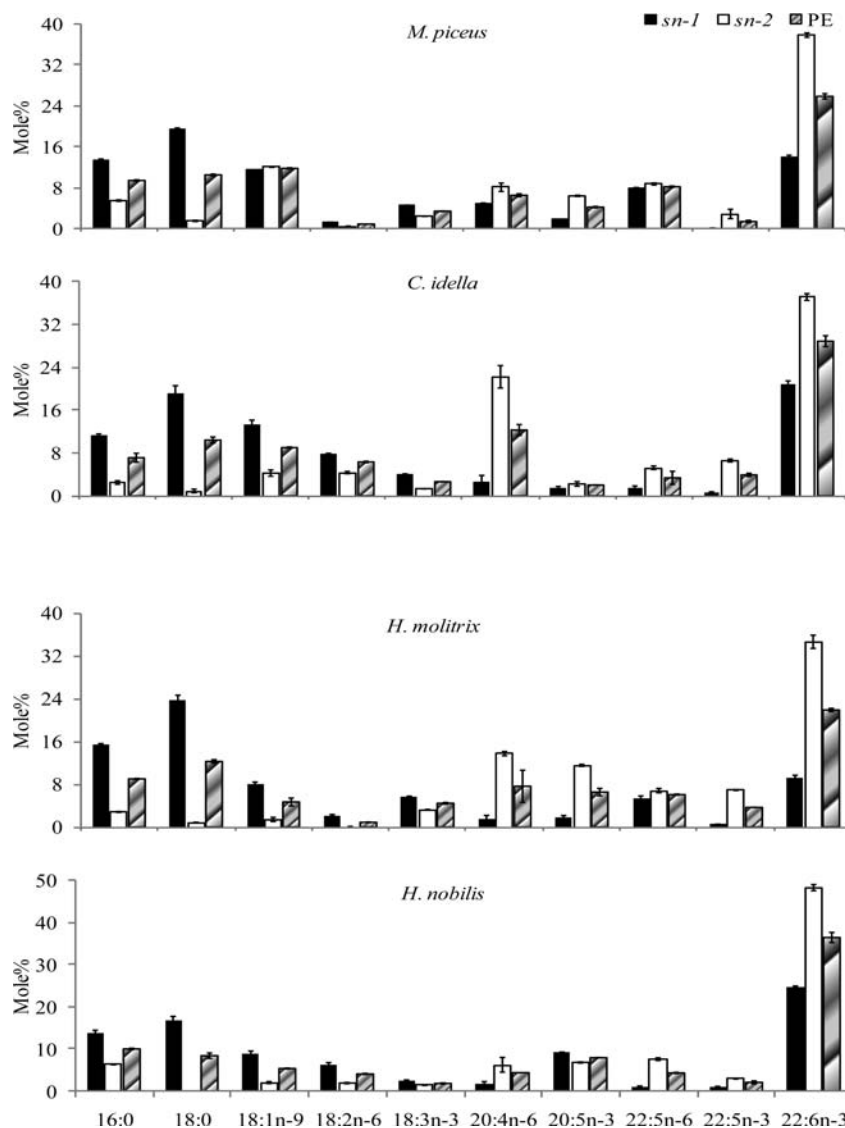 sn-1 sn-2 PE
M. piceus
40
32
24
16
8
0
Mole%
C. idella
40
32
24
16
8
0
Mole%
H. molitrix
40
32
24
16
8
0
Mole%
H. nobilis
50
40
30
20
10
0
Mole%
16:0 18:0 18:1n-9 18:2n-6 18:3n-3 20:4n-6 20:5n-3 22:5n-6 22:5n-3 22:6n-3